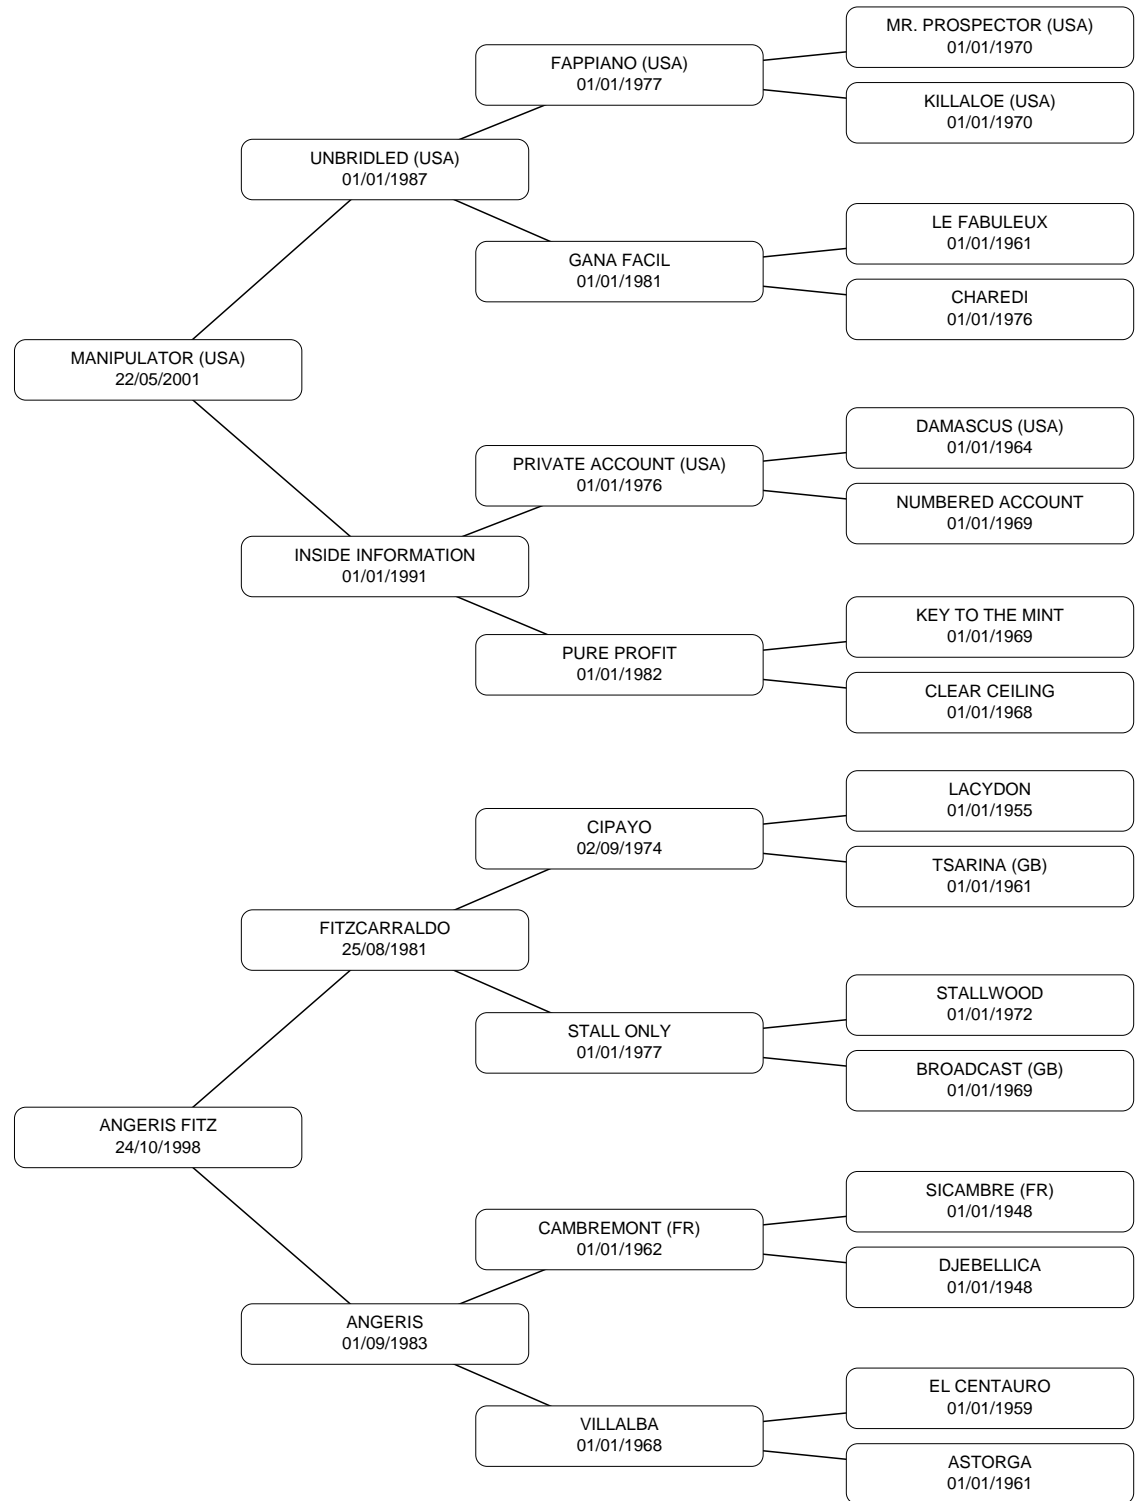 MR. PROSPECTOR (USA)
01/01/1970
FAPPIANO (USA)
01/01/1977
KILLALOE (USA)
01/01/1970
UNBRIDLED (USA)
01/01/1987
LE FABULEUX
01/01/1961
GANA FACIL
01/01/1981
CHAREDI
01/01/1976
MANIPULATOR (USA)
22/05/2001
DAMASCUS (USA)
01/01/1964
PRIVATE ACCOUNT (USA)
01/01/1976
NUMBERED ACCOUNT
01/01/1969
INSIDE INFORMATION
01/01/1991
KEY TO THE MINT
01/01/1969
PURE PROFIT
01/01/1982
CLEAR CEILING
01/01/1968
LACYDON
01/01/1955
CIPAYO
02/09/1974
TSARINA (GB)
01/01/1961
FITZCARRALDO
25/08/1981
STALLWOOD
01/01/1972
STALL ONLY
01/01/1977
BROADCAST (GB)
01/01/1969
ANGERIS FITZ
24/10/1998
SICAMBRE (FR)
01/01/1948
CAMBREMONT (FR)
01/01/1962
DJEBELLICA
01/01/1948
ANGERIS
01/09/1983
EL CENTAURO
01/01/1959
VILLALBA
01/01/1968
ASTORGA
01/01/1961